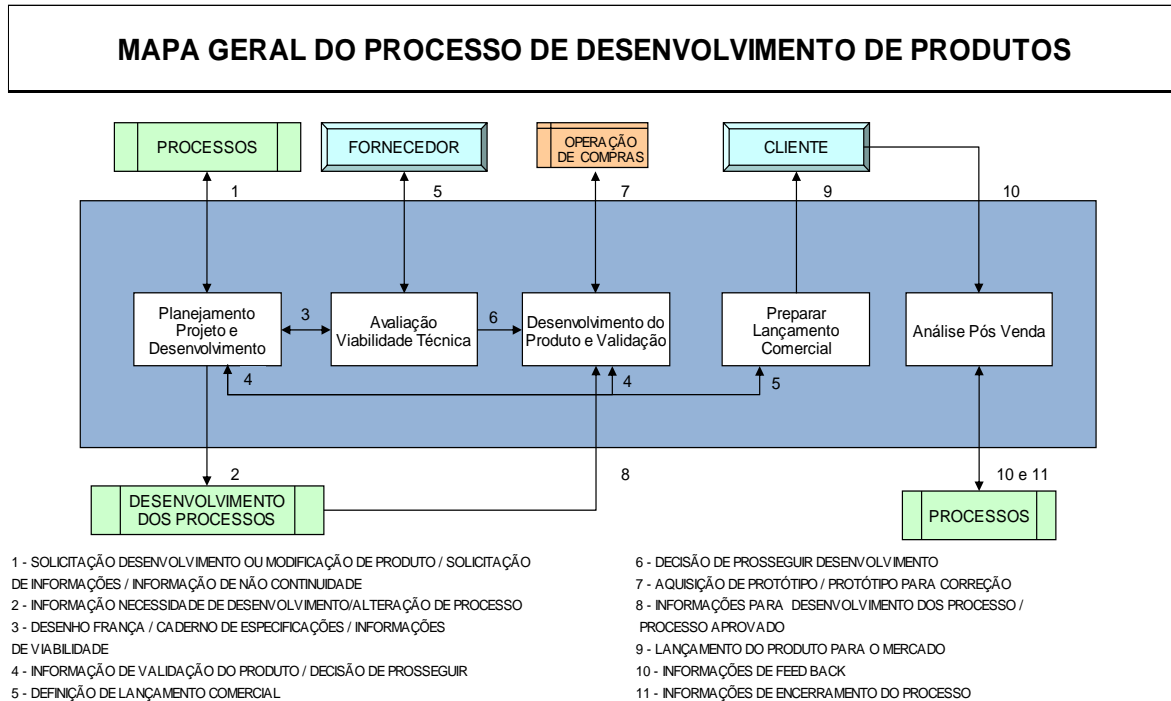 MAPA GERAL DO PROCESSO DE DESENVOLVIMENTO DE PRODUTOS
PROCESSOS
FORNECEDOR
OPERAÇÃO
DE COMPRAS
CLIENTE
1
5
7
9
10
Planejamento
Projeto e
Desenvolvimento
3
Avaliação
Viabilidade Técnica
6
Desenvolvimento do
Produto e Validação
Preparar
Lançamento
Comercial
Análise Pós Venda
4
4
5
2
8
10 e 11
DESENVOLVIMENTO
DOS PROCESSOS
PROCESSOS
1 - SOLICITAÇÃO DESENVOLVIMENTO OU MODIFICAÇÃO DE PRODUTO / SOLICITAÇÃO
DE INFORMAÇÕES / INFORMAÇÃO DE NÃO CONTINUIDADE
2 - INFORMAÇÃO NECESSIDADE DE DESENVOLVIMENTO/ALTERAÇÃO DE PROCESSO
3 - DESENHO FRANÇA / CADERNO DE ESPECIFICAÇÕES / INFORMAÇÕES
DE VIABILIDADE
4 - INFORMAÇÃO DE VALIDAÇÃO DO PRODUTO / DECISÃO DE PROSSEGUIR
5 - DEFINIÇÃO DE LANÇAMENTO COMERCIAL
6 - DECISÃO DE PROSSEGUIR DESENVOLVIMENTO
7 - AQUISIÇÃO DE PROTÓTIPO / PROTÓTIPO PARA CORREÇÃO
8 - INFORMAÇÕES PARA DESENVOLVIMENTO DOS PROCESSO /
PROCESSO APROVADO
9 - LANÇAMENTO DO PRODUTO PARA O MERCADO
10 - INFORMAÇÕES DE FEED BACK
11 - INFORMAÇÕES DE ENCERRAMENTO DO PROCESSO